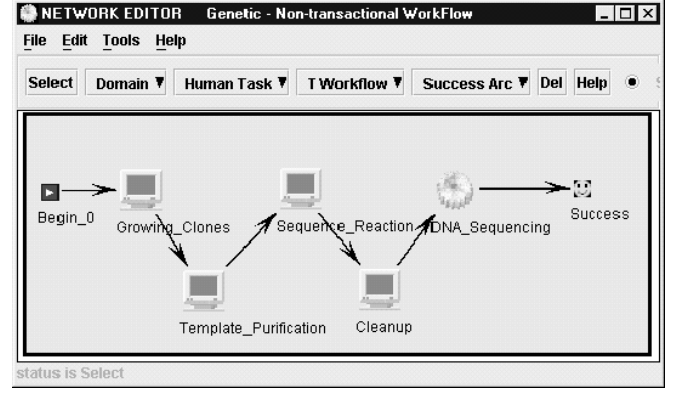 NETWORK EDITOR Genetic - Non-transactional WorkFlow
File Edit Tools Help
Select Domain Human Task T Workflow Success Arc Del Help
Begin_0 Growing_Clones Sequence_Reaction DNA_Sequencing Success
Template_Purification Cleanup
status is Select